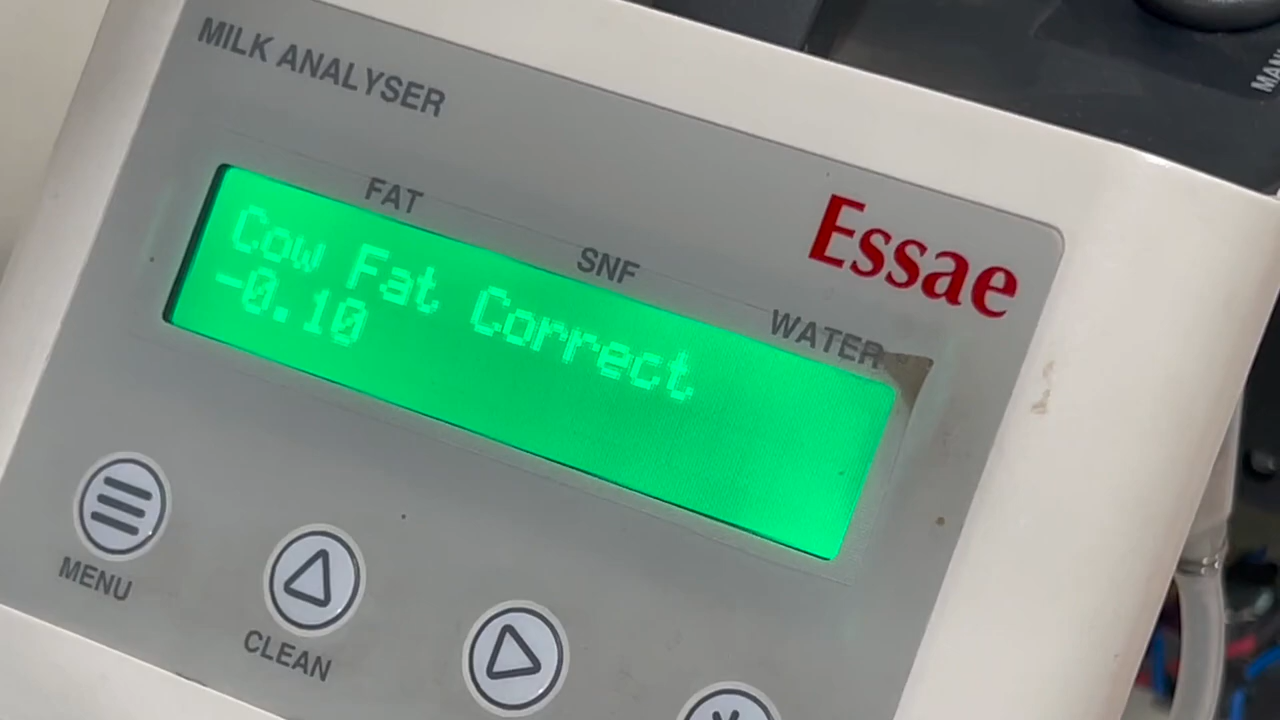 MILK ANALYSER
FAT
SNF
WATER
Essae
Cow Fat Correct
-0.10
MENU
CLEAN